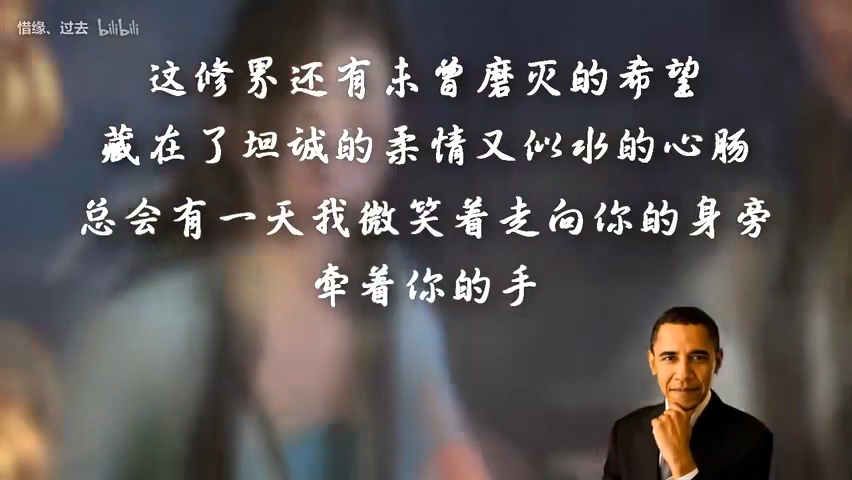 惜缘、过去 bilibili
这修界还有未曾磨灭的希望
藏在了坦诚的柔情又似水的心肠
总会有一天我微笑着走向你的身旁
牵着你的手